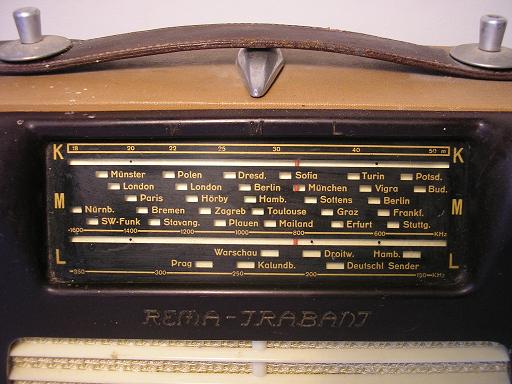 V M L
K 18 20 22 25 30 40 50 m K
Münster Polen Dresd. Sofia Turin Potsd.
London London Berlin München Vigra Bud.
M Paris Hörby Hamb. Sottens Berlin M
Nürnb. Bremen Zagreb Toulouse Graz Frankf.
SW-Funk Stavang. Plauen Mailand Erfurt Stuttg.
1600 1400 1200 1000 800 600 KHz
Warschau Droitw. Hamb.
L Prag Kalundb. Deutschl Sender L
350 300 250 200 150 KHz
REMA-TRABANT